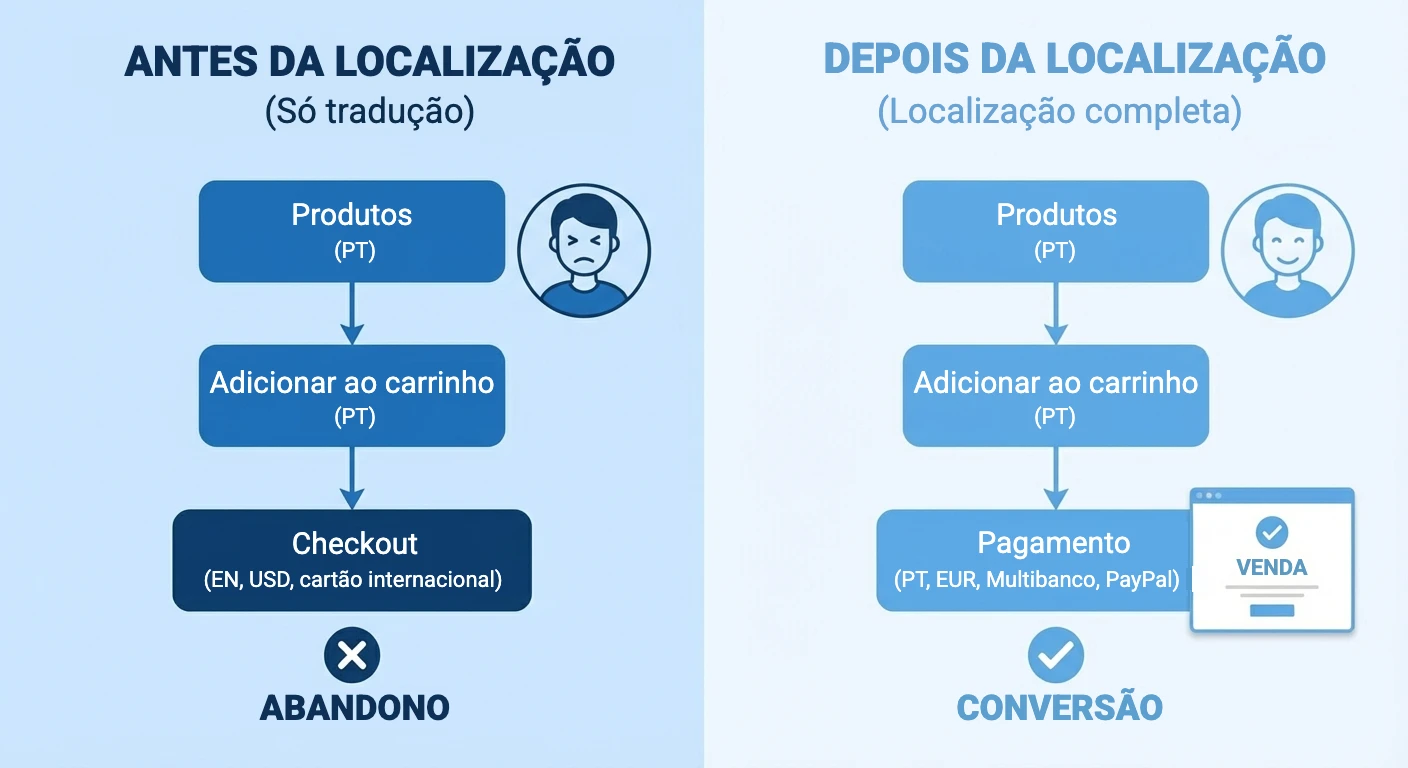 ANTES DA LOCALIZAÇÃO
(Só tradução)
Produtos
(PT)
Adicionar ao carrinho
(PT)
Checkout
(EN, USD, cartão internacional)
ABANDONO
DEPOIS DA LOCALIZAÇÃO
(Localização completa)
Produtos
(PT)
Adicionar ao carrinho
(PT)
Pagamento
(PT, EUR, Multibanco, PayPal)
VENDA
CONVERSÃO